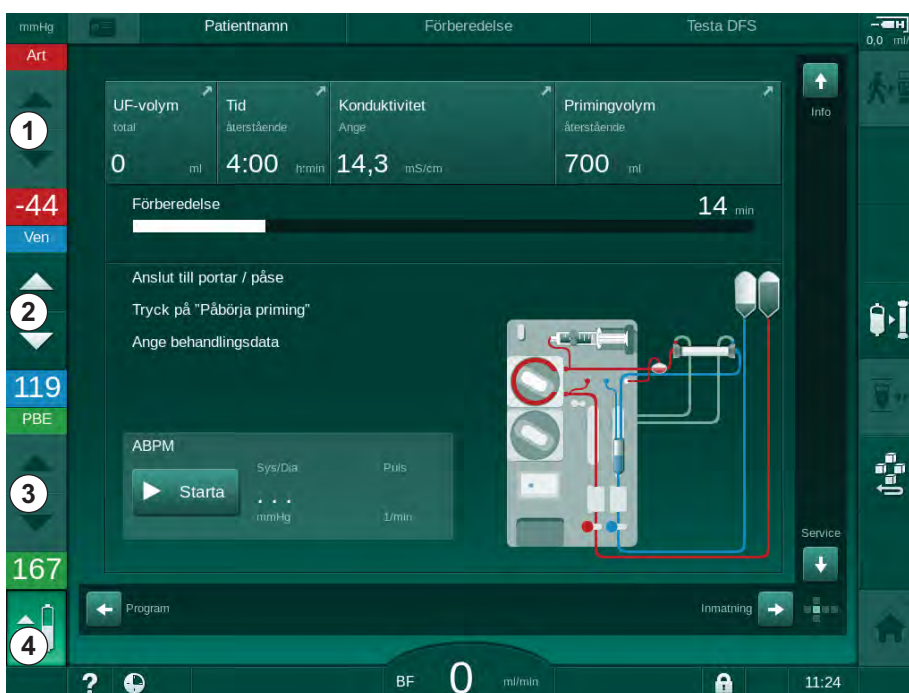 mmHg
Patientnamn
Förberedelse
Testa DFS
0,0 ml/
Art
1
-44
Ven
2
119
PBE
3
167
4
UF-volym
total
0 ml
Tid
återstående
4:00 h:min
Konduktivitet
Ange
14,3 mS/cm
Primingvolym
återstående
700 ml
Info
Förberedelse
14 min
Anslut till portar / påse
Tryck på "Påbörja priming"
Ange behandlingsdata
ABPM
Sys/Dia
Puls
Starta
. . .
mmHg
1/min
Service
Program
Inmatning
?
BF 0 ml/min
11:24